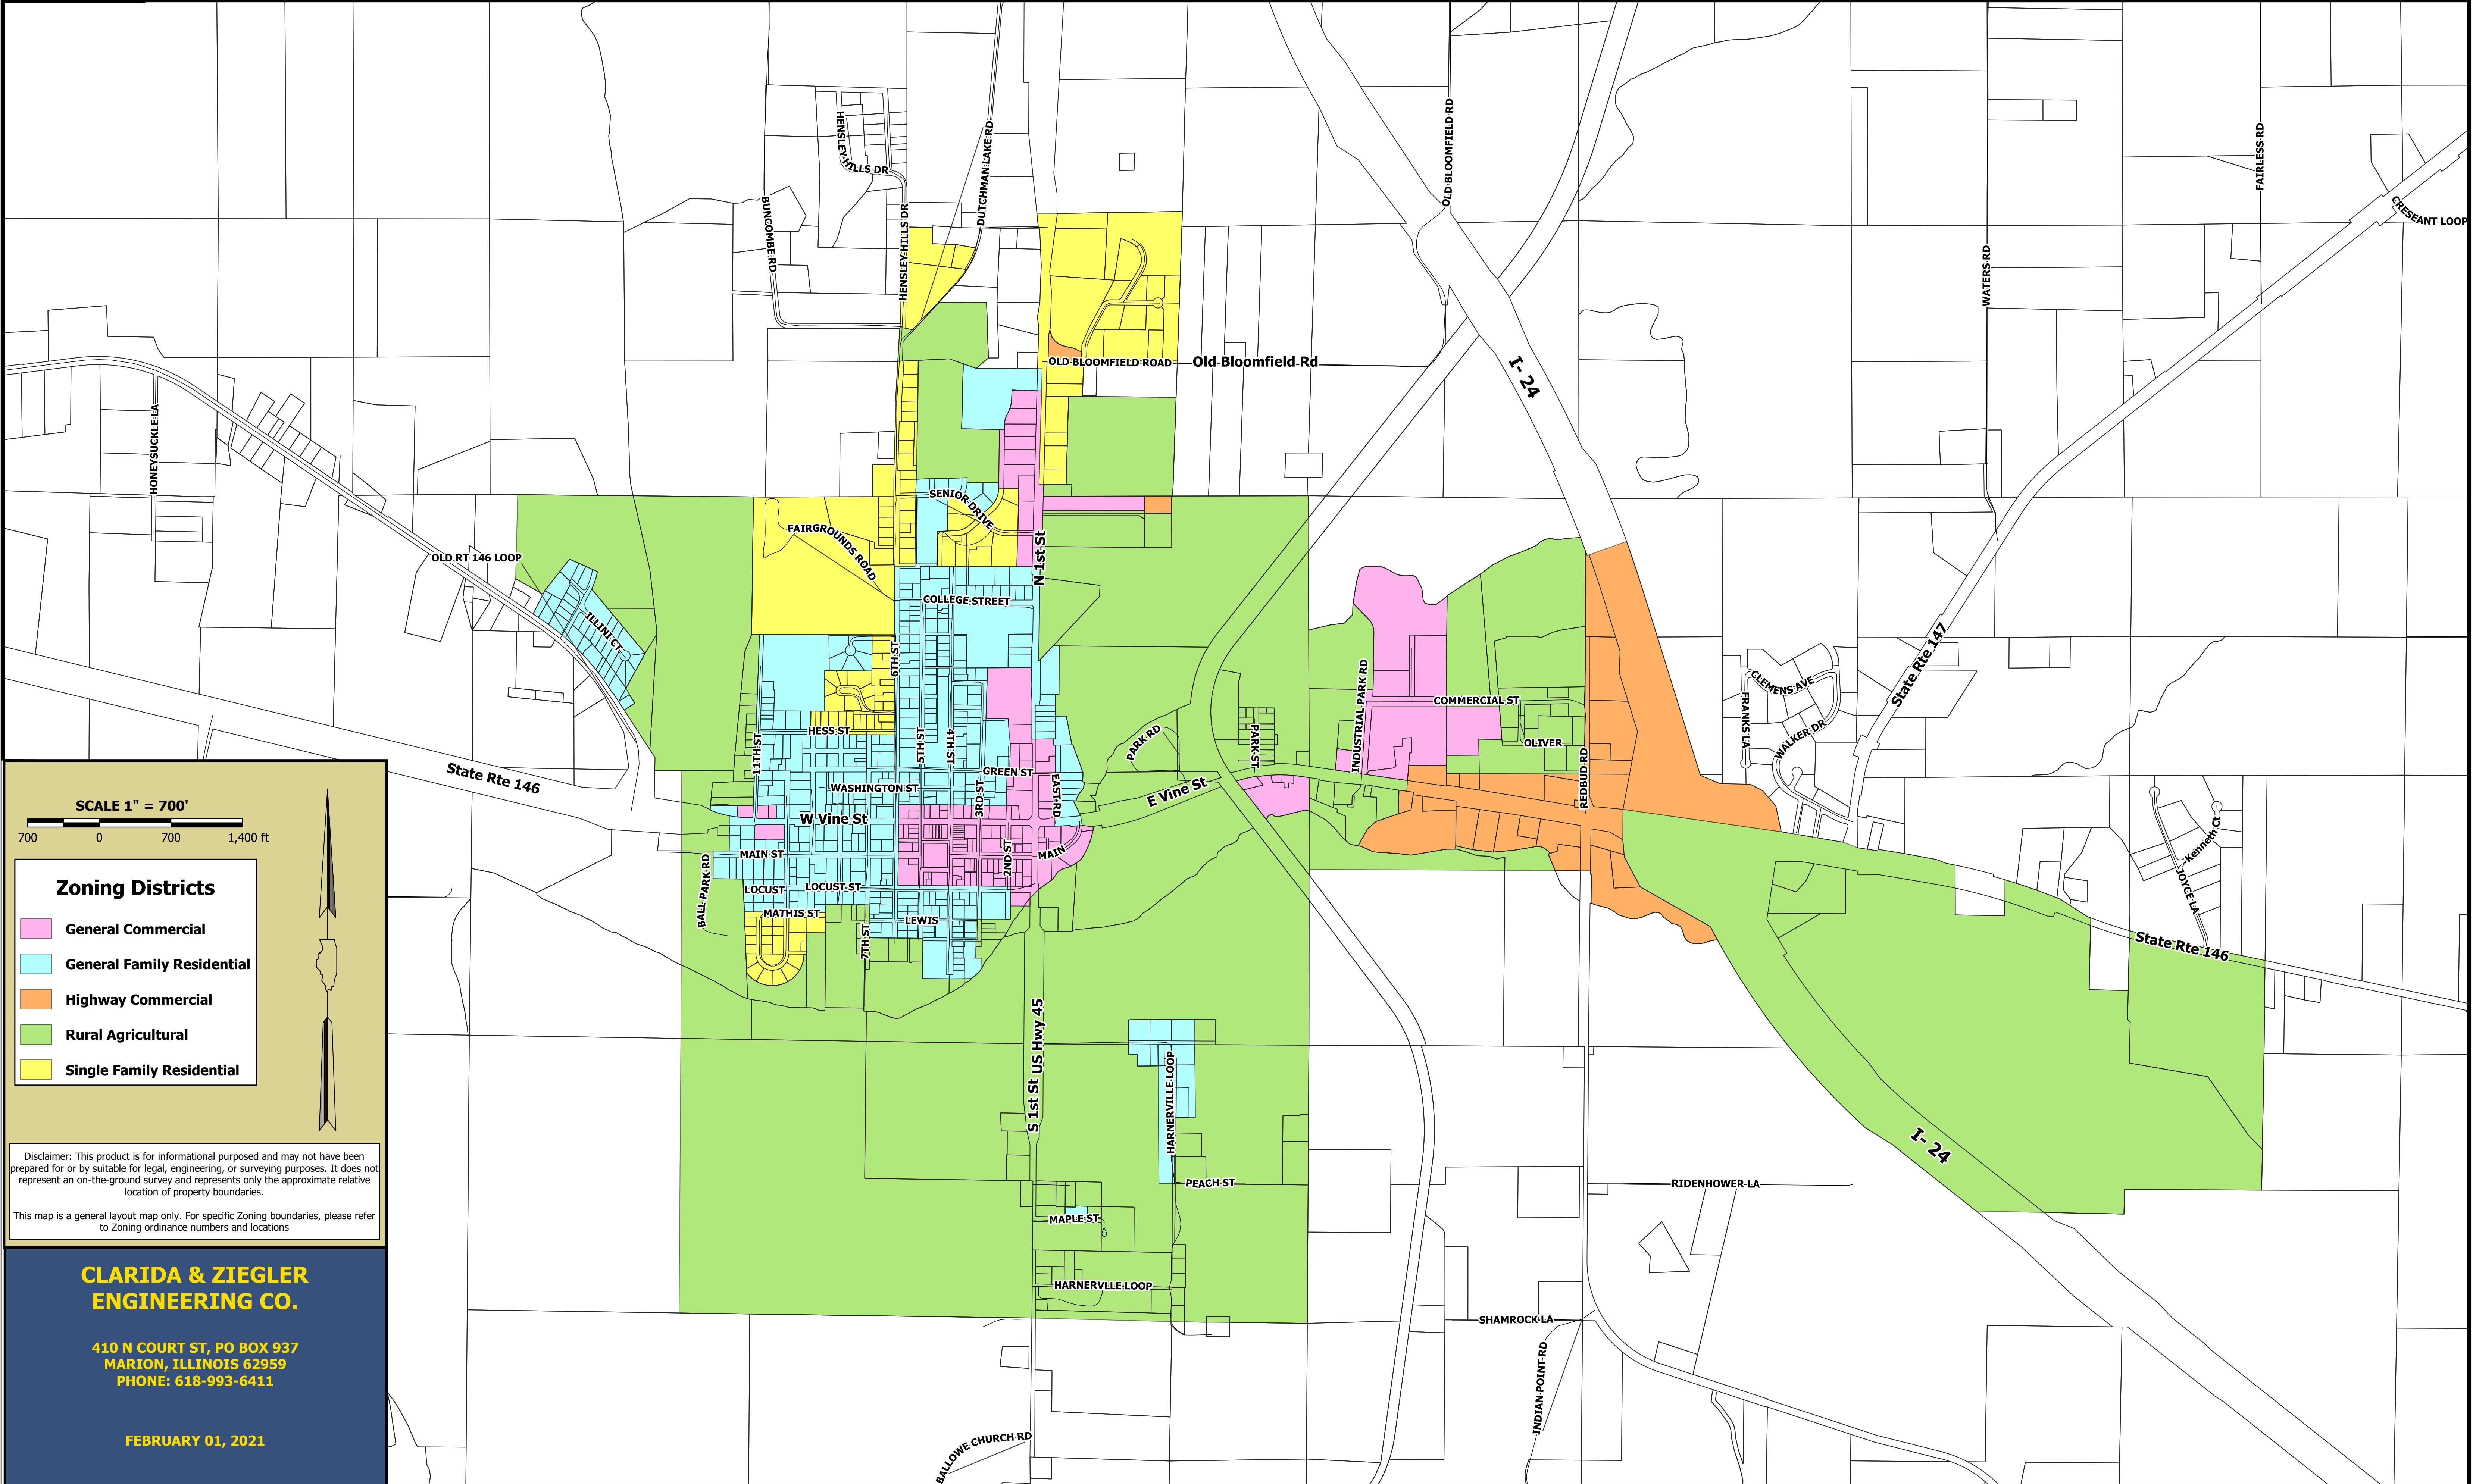 HENSLEY HILLS DR
DUTCHMAN LAKE RD
OLD BLOOMFIELD RD
FAIRLESS RD
CRESEANT LOOP
BUNCOMBE RD
HENSLEY HILLS DR
WATERS RD
OLD BLOOMFIELD ROAD
Old Bloomfield Rd
I- 24
HONEYSUCKLE LA
SENIOR DRIVE
FAIRGROUNDS ROAD
N 1st St
OLD RT 146 LOOP
COLLEGE STREET
ILLINI CT
6TH ST
INDUSTRIAL PARK RD
COMMERCIAL ST
CLEMENS AVE
FRANKS LA
WALKER DR
State Rte 147
HESS ST
11TH ST
5TH ST
4TH ST
PARK RD
PARK ST
OLIVER
REDBUD RD
State Rte 146
GREEN ST
WASHINGTON ST
3RD ST
EAST RD
E Vine St
W Vine St
MAIN ST
2ND ST
MAIN
BALL PARK RD
LOCUST
LOCUST ST
MATHIS ST
LEWIS
7TH ST
Kenneth Ct
JOYCE LA
State Rte 146
S 1st St
US Hwy 45
HARNERVILLE LOOP
PEACH ST
MAPLE ST
HARNERVLLE LOOP
RIDENHOWER LA
I- 24
SHAMROCK LA
INDIAN POINT RD
BALLOWE CHURCH RD
SCALE 1" = 700'
700 0 700 1,400 ft
Zoning Districts
General Commercial
General Family Residential
Highway Commercial
Rural Agricultural
Single Family Residential
Disclaimer: This product is for informational purposed and may not have been
prepared for or by suitable for legal, engineering, or surveying purposes. It does not
represent an on-the-ground survey and represents only the approximate relative
location of property boundaries.
This map is a general layout map only. For specific Zoning boundaries, please refer
to Zoning ordinance numbers and locations
CLARIDA & ZIEGLER
ENGINEERING CO.
410 N COURT ST, PO BOX 937
MARION, ILLINOIS 62959
PHONE: 618-993-6411
FEBRUARY 01, 2021